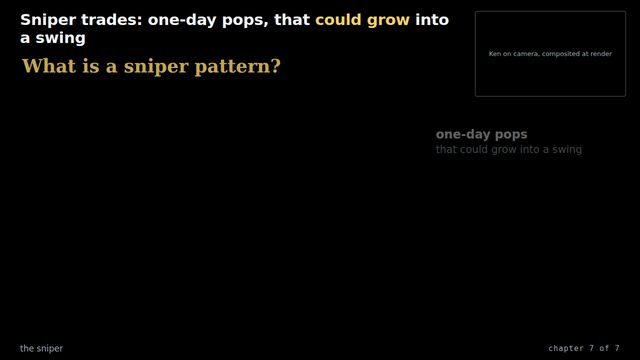 Sniper trades: one-day pops, that could grow into
a swing
What is a sniper pattern?
Ken on camera, composited at render
one-day pops
that could grow into a swing
the sniper
chapter 7 of 7